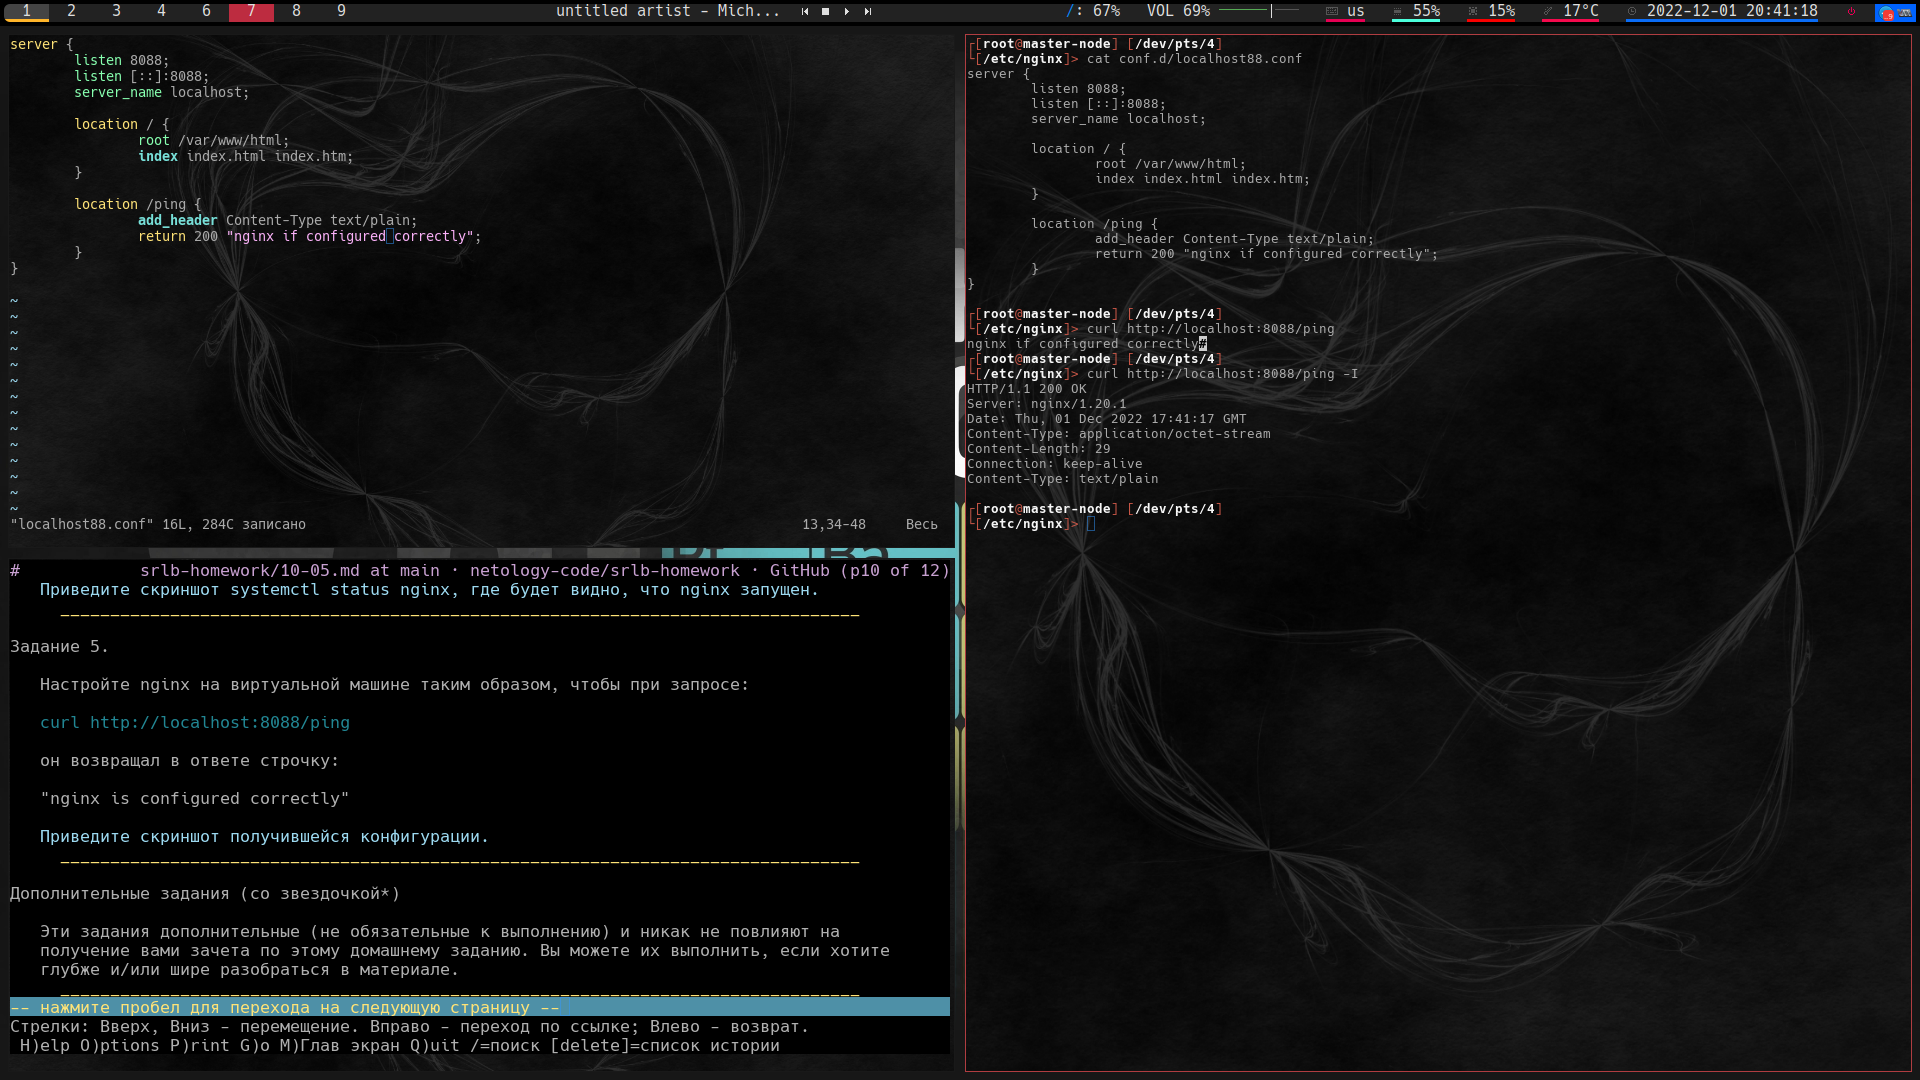 1 2 3 4 6 7 8 9 untitled artist - Mich... /: 67% VOL 69% us 55% 15% 17°C 2022-12-01 20:41:18
server {
listen 8088;
listen [::]:8088;
server_name localhost;
location / {
root /var/www/html;
index index.html index.htm;
}
location /ping {
add_header Content-Type text/plain;
return 200 "nginx if configured correctly";
}
}
~
~
~
~
~
~
~
~
~
~
~
~
~
~
"localhost88.conf" 16L, 284C записано 13,34-48 Весь
# srlb-homework/10-05.md at main · netology-code/srlb-homework · GitHub (p10 of 12)
Приведите скриншот systemctl status nginx, где будет видно, что nginx запущен.
Задание 5.
Настройте nginx на виртуальной машине таким образом, чтобы при запросе:
curl http://localhost:8088/ping
он возвращал в ответе строчку:
"nginx is configured correctly"
Приведите скриншот получившейся конфигурации.
Дополнительные задания (со звездочкой*)
Эти задания дополнительные (не обязательные к выполнению) и никак не повлияют на
получение вами зачета по этому домашнему заданию. Вы можете их выполнить, если хотите
глубже и/или шире разобраться в материале.
-- нажмите пробел для перехода на следующую страницу --
Стрелки: Вверх, Вниз - перемещение. Вправо - переход по ссылке; Влево - возврат.
H)elp O)ptions P)rint G)o M)Глав экран Q)uit /=поиск [delete]=список истории
┌[root@master-node] [/dev/pts/4]
└[/etc/nginx]> cat conf.d/localhost88.conf
server {
listen 8088;
listen [::]:8088;
server_name localhost;
location / {
root /var/www/html;
index index.html index.htm;
}
location /ping {
add_header Content-Type text/plain;
return 200 "nginx if configured correctly";
}
}
┌[root@master-node] [/dev/pts/4]
└[/etc/nginx]> curl http://localhost:8088/ping
nginx if configured correctly#
┌[root@master-node] [/dev/pts/4]
└[/etc/nginx]> curl http://localhost:8088/ping -I
HTTP/1.1 200 OK
Server: nginx/1.20.1
Date: Thu, 01 Dec 2022 17:41:17 GMT
Content-Type: application/octet-stream
Content-Length: 29
Connection: keep-alive
Content-Type: text/plain
┌[root@master-node] [/dev/pts/4]
└[/etc/nginx]>